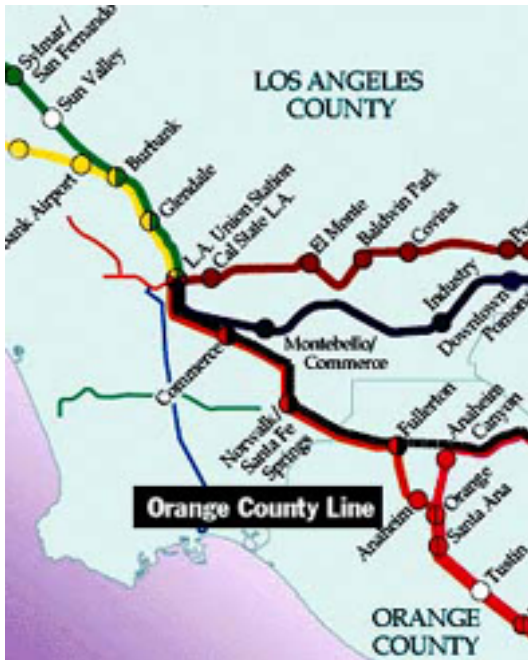 Sylmar/
San Fernando
Sun Valley
LOS ANGELES
COUNTY
Burbank
Airport
Glendale
L.A. Union Station
Cal State L.A.
El Monte
Baldwin Park
Covina
Industry
Downtown
Pomona
Montebello/
Commerce
Commerce
Norwalk/
Santa Fe
Springs
Fullerton
Anaheim
Canyon
Orange County Line
Anaheim
Orange
Santa Ana
Tustin
ORANGE
COUNTY